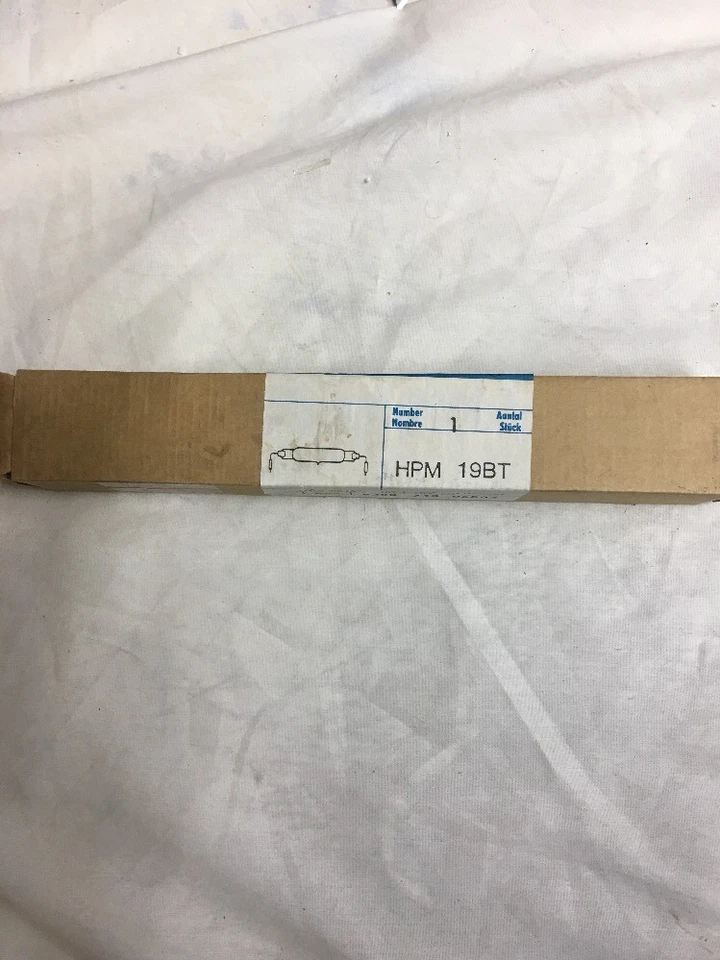 Number Aantal
Nombre 1 Stück
HPM 19BT